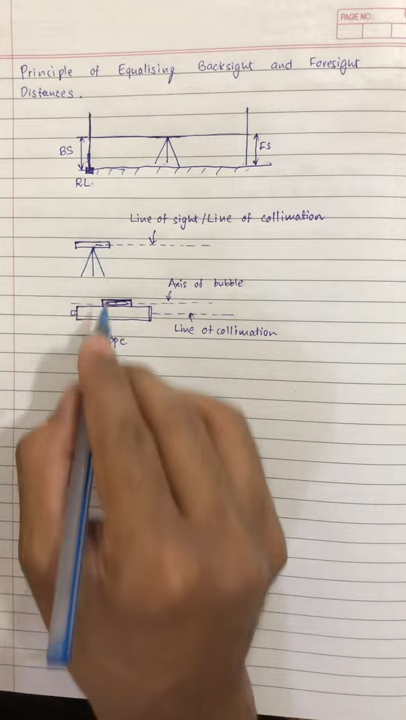 PAGE NO.:
Principle of Equalising Backsight and Foresight
Distances.
BS
FS
RL.
Line of sight/Line of collimation
Axis of bubble
Line of collimation